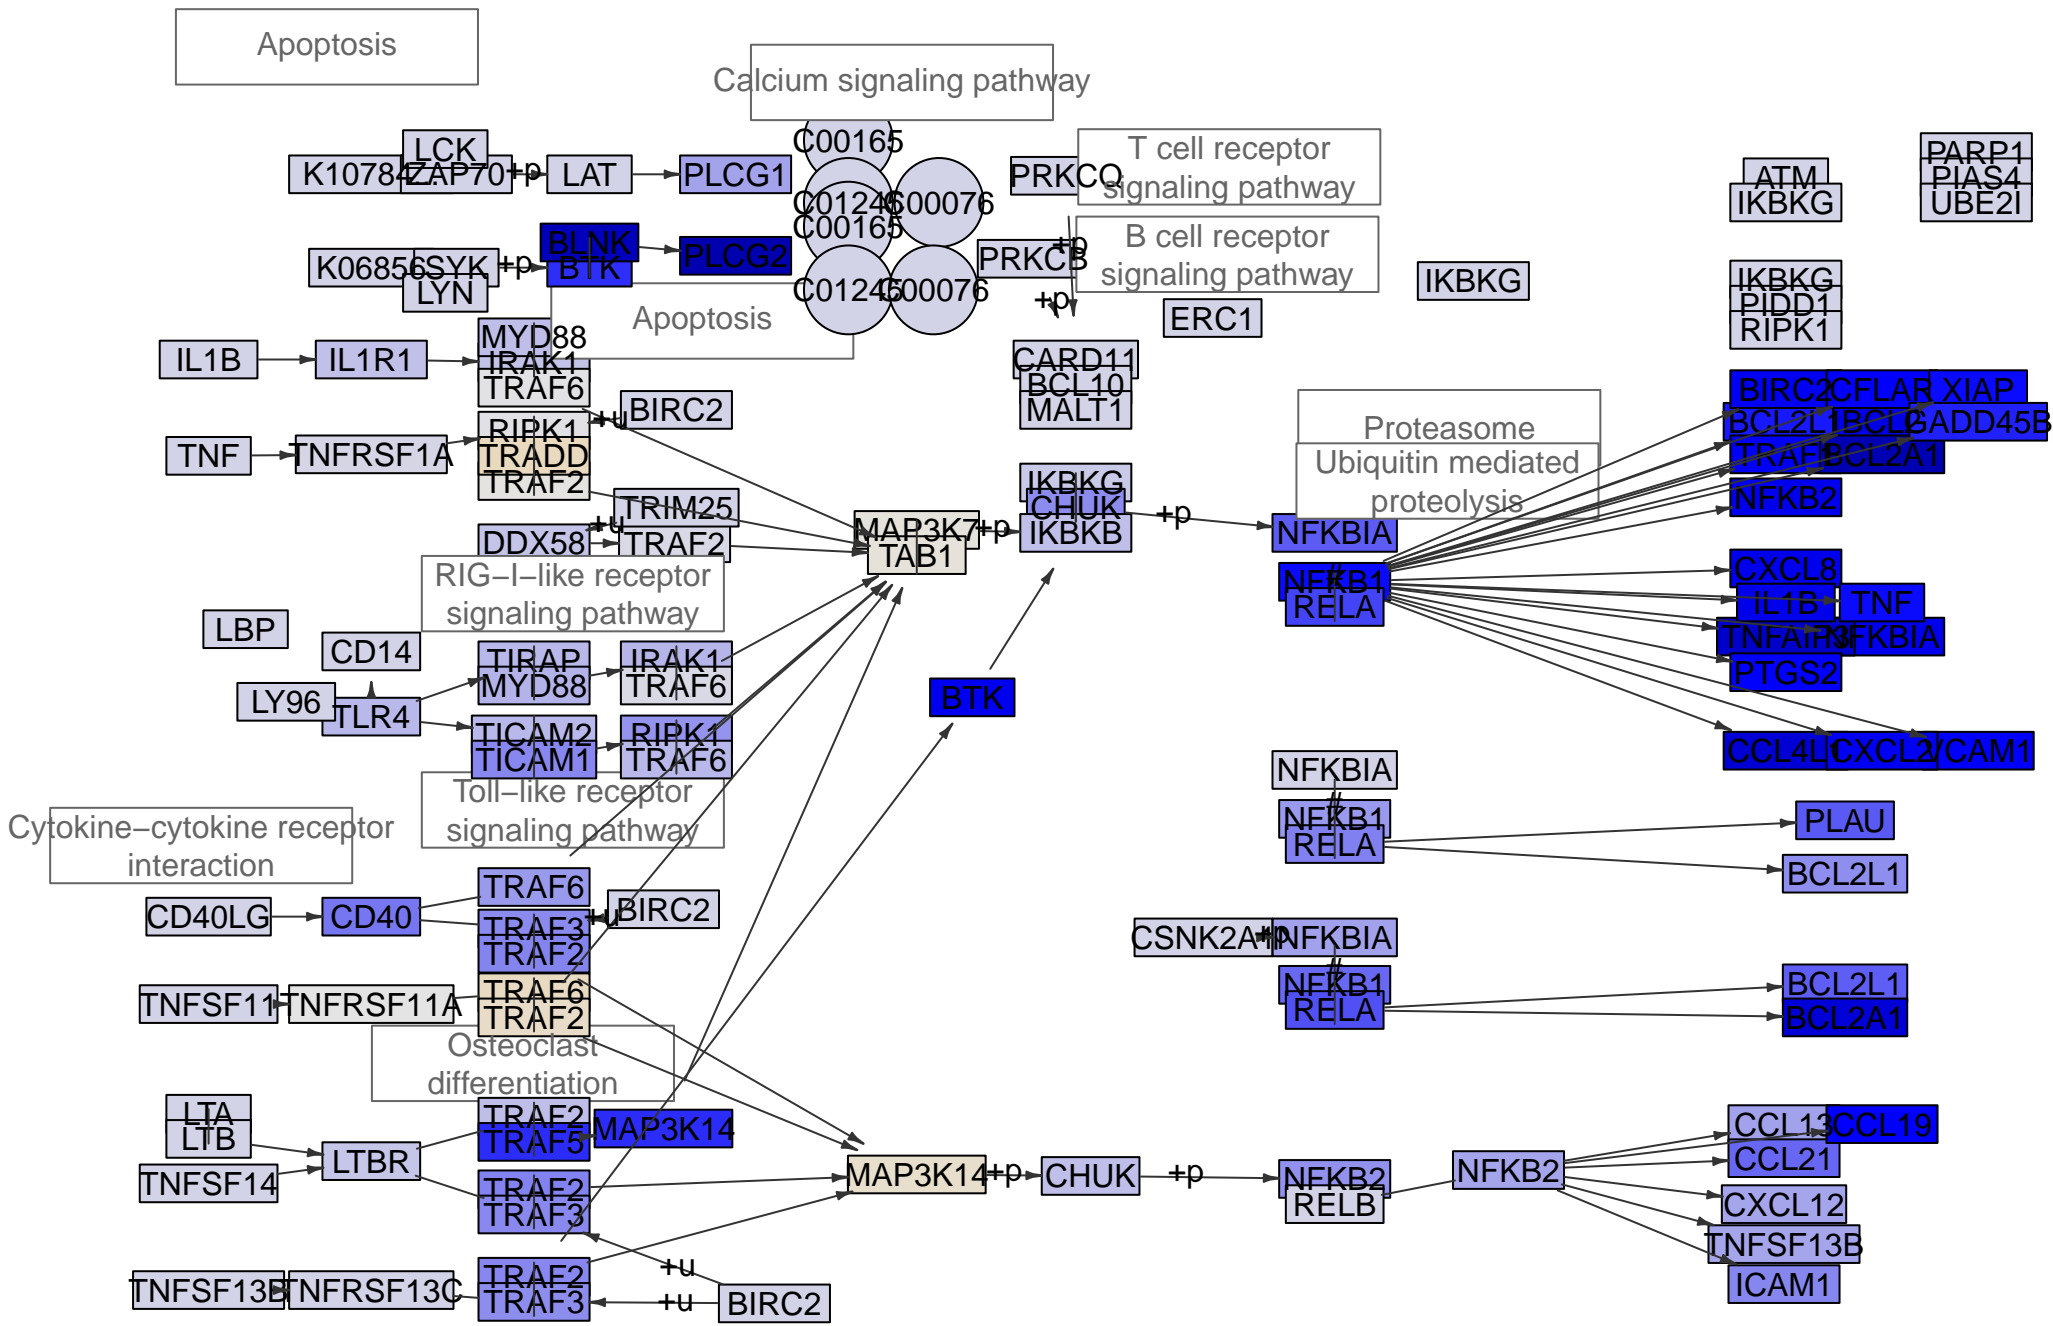 Apoptosis
Calcium signaling pathway
T cell receptor
signaling pathway
B cell receptor
signaling pathway
LCK
K10784
ZAP70
+p
LAT
PLCG1
C00165
C01246
C00076
C00165
C01245
C00076
PRKCQ
PRKCB
+p
+p
BLNK
PLCG2
K06856
SYK
+p
BTK
LYN
Apoptosis
ERC1
IKBKG
ATM
IKBKG
PARP1
PIAS4
UBE2I
IKBKG
PIDD1
RIPK1
IL1B
IL1R1
MYD88
IRAK1
TRAF6
CARD11
BCL10
MALT1
TNF
TNFRSF1A
RIPK1
TRADD
TRAF2
+u
BIRC2
Proteasome
Ubiquitin mediated
proteolysis
BIRC2
CFLAR
XIAP
BCL2L1
BCL2
GADD45B
TRAF1
BCL2A1
NFKB2
TRIM25
+u
DDX58
TRAF2
MAP3K7
TAB1
+p
IKBKG
CHUK
IKBKB
+p
NFKBIA
NFKB1
RELA
CXCL8
IL1B
TNF
TNFAIP3
NFKBIA
PTGS2
CCL4L1
CXCL2
VCAM1
RIG−I−like receptor
signaling pathway
LBP
CD14
LY96
TLR4
TIRAP
MYD88
IRAK1
TRAF6
TICAM2
TICAM1
RIPK1
TRAF6
BTK
Toll−like receptor
signaling pathway
Cytokine−cytokine receptor
interaction
NFKBIA
NFKB1
RELA
PLAU
BCL2L1
CD40LG
CD40
TRAF6
TRAF3
TRAF2
+u
BIRC2
CSNK2A1
+p
NFKBIA
NFKB1
RELA
BCL2L1
BCL2A1
TNFSF11
TNFRSF11A
TRAF6
TRAF2
Osteoclast
differentiation
LTA
LTB
TNFSF14
LTBR
TRAF2
TRAF5
MAP3K14
TRAF2
TRAF3
MAP3K14
+p
CHUK
+p
NFKB2
RELB
NFKB2
CCL13
CCL19
CCL21
CXCL12
TNFSF13B
ICAM1
TNFSF13B
TNFRSF13C
TRAF2
TRAF3
+u
+u
BIRC2